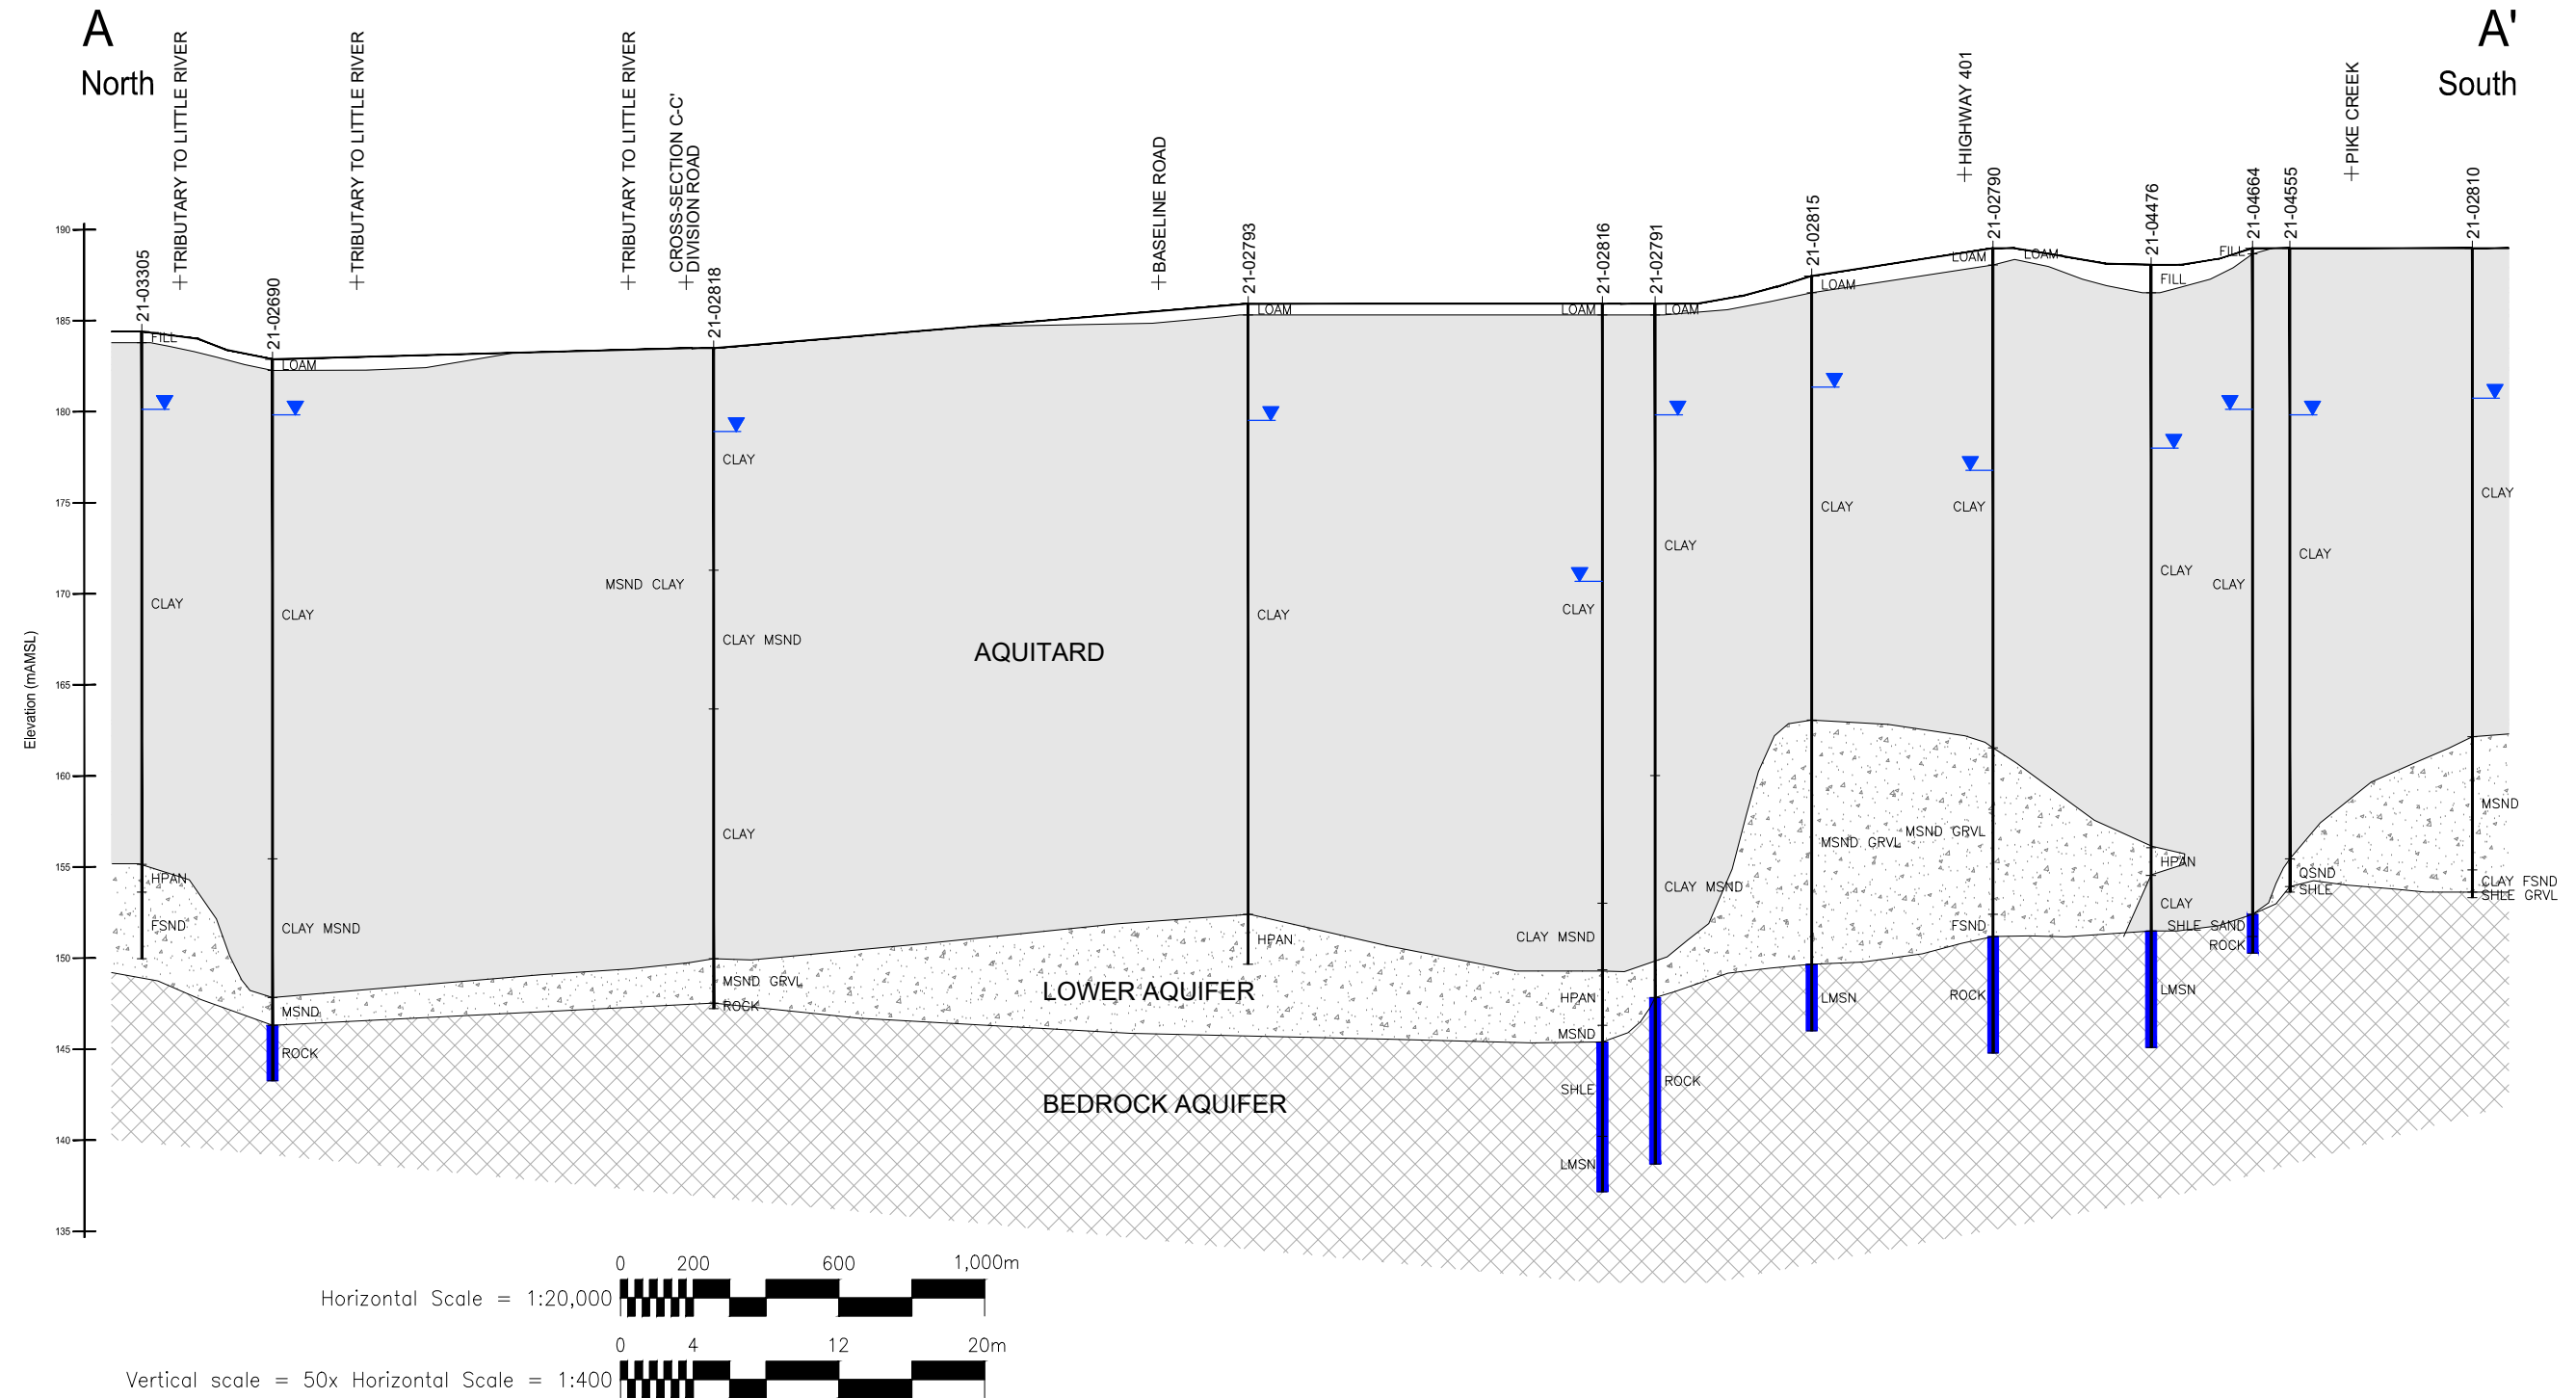 A
North
A'
South
TRIBUTARY TO LITTLE RIVER
TRIBUTARY TO LITTLE RIVER
TRIBUTARY TO LITTLE RIVER
CROSS-SECTION C-C'
DIVISION ROAD
BASELINE ROAD
HIGHWAY 401
PIKE CREEK
21-03305
21-02690
21-02818
21-02793
21-02816
21-02791
21-02815
21-02790
21-04476
21-04664
21-04555
21-02810
Elevation (mAMSL)
190
185
180
175
170
165
160
155
150
145
140
135
FILL
CLAY
HPAN
FSND
LOAM
CLAY
CLAY MSND
MSND
ROCK
CLAY
MSND CLAY
CLAY MSND
CLAY
MSND GRVL
ROCK
AQUITARD
LOWER AQUIFER
BEDROCK AQUIFER
LOAM
CLAY
HPAN
LOAM
CLAY
CLAY MSND
HPAN
MSND
SHLE
LMSN
LOAM
CLAY
CLAY MSND
ROCK
LOAM
CLAY
MSND GRVL
LMSN
LOAM
LOAM
CLAY
MSND GRVL
FSND
ROCK
FILL
CLAY
HPAN
CLAY
LMSN
FILL
CLAY
SHLE SAND
ROCK
CLAY
QSND
SHLE
CLAY
MSND
CLAY FSND
SHLE GRVL
0 200 600 1,000m
Horizontal Scale = 1:20,000
0 4 12 20m
Vertical scale = 50x Horizontal Scale = 1:400